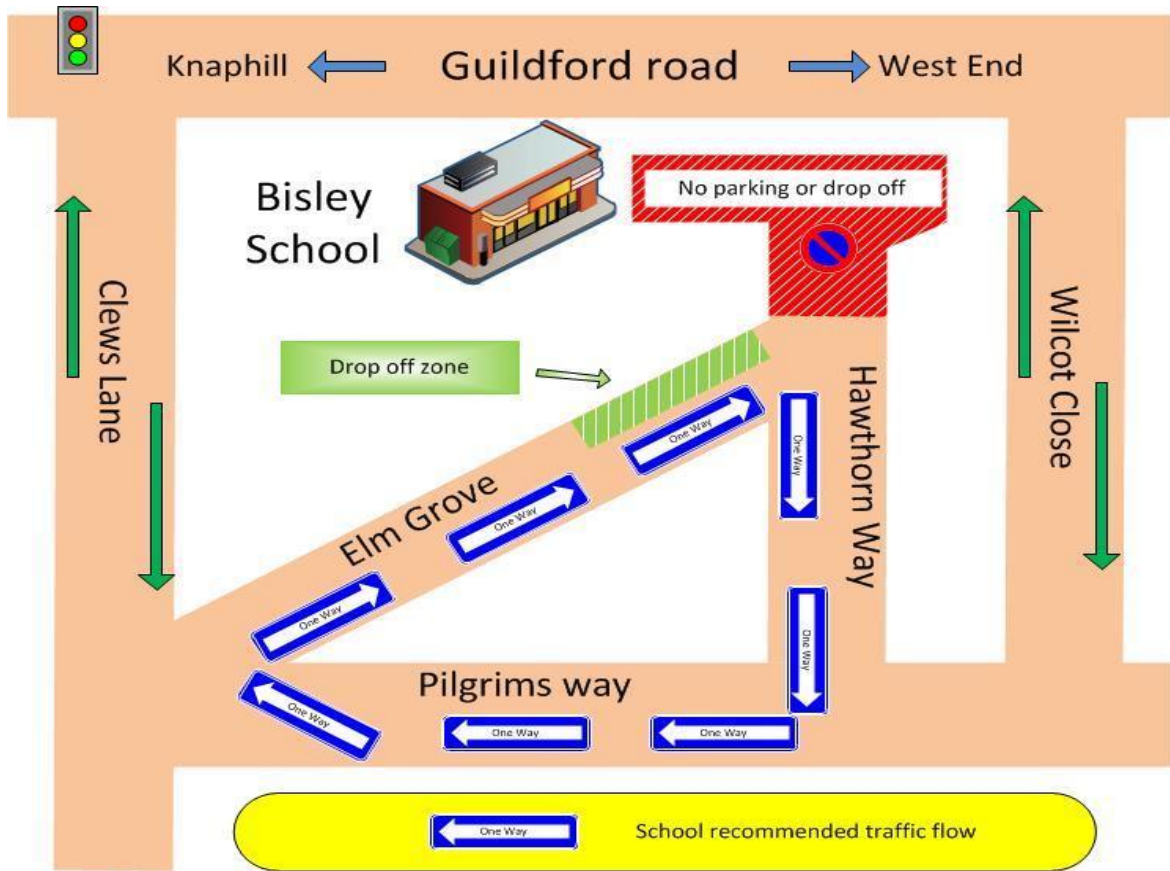 Knaphill
Guildford road
West End
Bisley
School
No parking or drop off
Clews Lane
Drop off zone
Wilcot Close
Hawthorn Way
Elm Grove
One Way
One Way
One Way
One Way
One Way
Pilgrims way
One Way
One Way
One Way
One Way
School recommended traffic flow